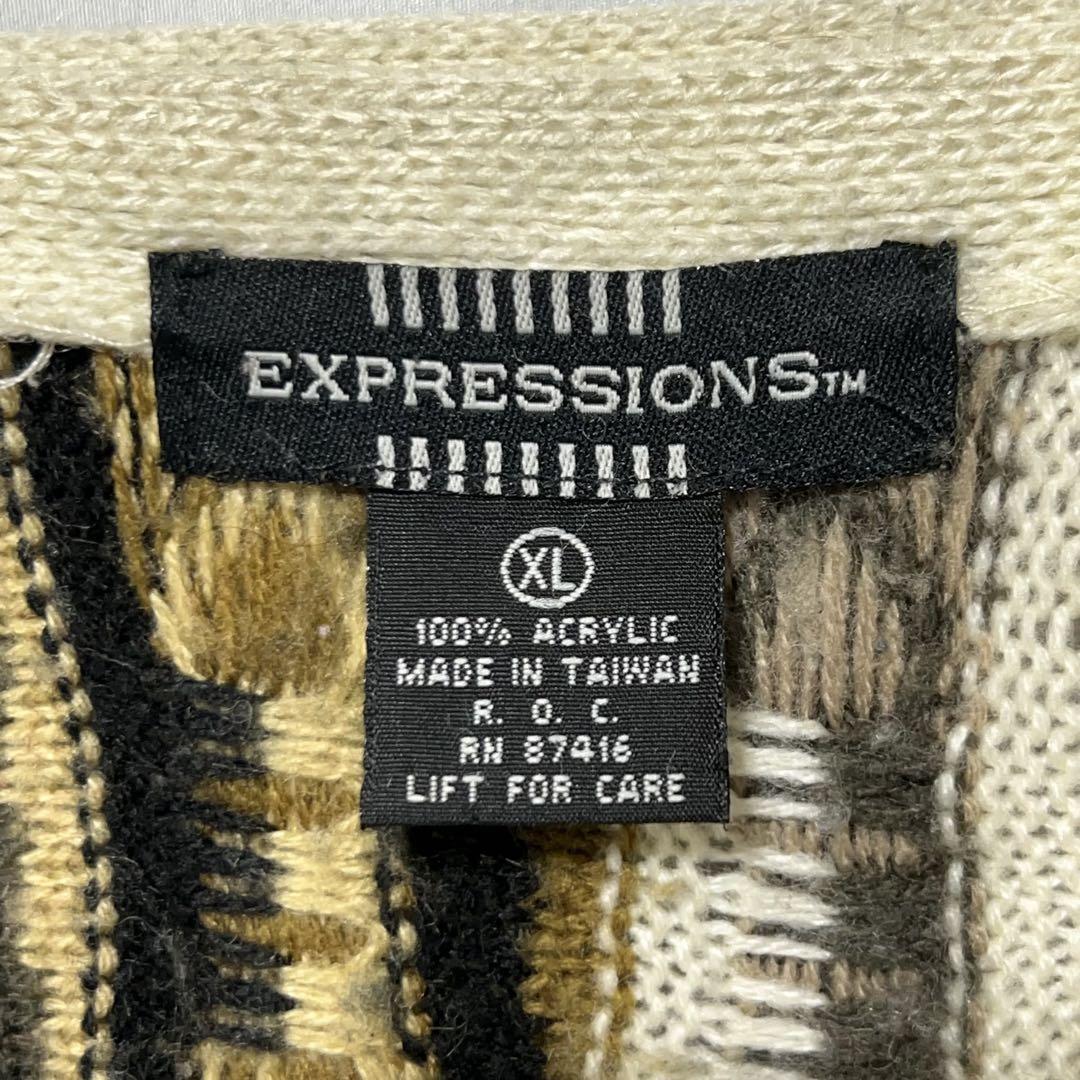 EXPRESSIONS™
XL
100% ACRYLIC
MADE IN TAIWAN
R. O. C.
RN 87416
LIFT FOR CARE